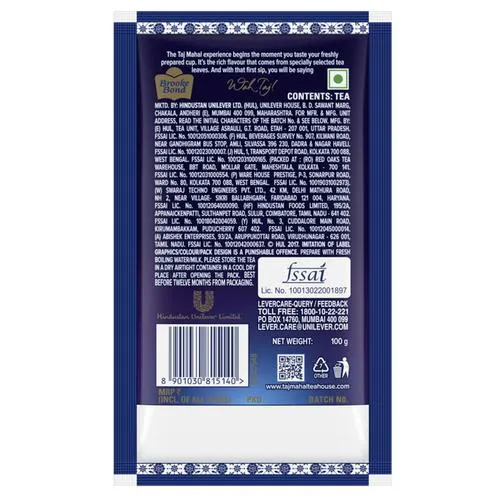 The Taj Mahal experience begins the moment you taste your freshly
prepared cup. It's the rich flavour that comes from specially selected tea
leaves. And with that first sip, you will be saying
Brooke
Bond
Wah Taj!
CONTENTS: TEA
MKTD. BY: HINDUSTAN UNILEVER LTD. (HUL), UNILEVER HOUSE, B. D. SAWANT MARG,
CHAKALA, ANDHERI (E), MUMBAI 400 099, MAHARASHTRA. FOR MFR. & MFG. UNIT
ADDRESS, READ THE INITIAL CHARACTERS OF THE BATCH No. & SEE BELOW. MFG. BY:
(E) HUL, TEA UNIT, VILLAGE ASRAULI, G.T. ROAD, ETAH - 207 001, UTTAR PRADESH,
FSSAI LIC. No. 10012051000306. (F) HUL, BEVERAGES SURVEY NO. 907, KILWANI ROAD,
NEAR GANDHIGRAM BUS STOP, AMLI, SILVASSA 396 230, DADRA & NAGAR HAVELI.
FSSAI LIC. No. 10012023000007. (J) HUL, 1, TRANSPORT DEPOT ROAD, KOLKATA 700 088,
WEST BENGAL. FSSAI LIC. No. 10012031000165. (PACKED AT : (RO) RED OAKS TEA
WAREHOUSE, BBT ROAD, MOLLAR GATE, MAHESHTALA, KOLKATA - 700 141,
FSSAI LIC. No. 10012031000554. (P) WARE HOUSE, PRESTIGE, P-3, SONARPUR ROAD,
WARD No. 80, KOLKATA 700 088, WEST BENGAL. FSSAI LIC. No. 10019031002973).
(W) SWARAJ TECHNO ENGINEERS PVT. LTD., 42 KM, DELHI MATHURA ROAD,
NH 2, NEAR VILLAGE- SIKRI BALLABHGARH, FARIDABAD 121 004, HARYANA.
FSSAI LIC. No. 10012064000090. (HF) HINDUSTAN FOODS LIMITED, 195/2A,
APPANAICKENPATTI, SULTHANPET ROAD, SULUR, COIMBATORE, TAMIL NADU - 641 402.
FSSAI LIC. No. 10018042004059. (X) HUL, TEA UNIT, No. 3, CUDDALORE MAIN ROAD,
KIRUMAMBAKKAM, PUDUCHERRY 607 402. FSSAI LIC. No. 10012045000014.
(A) ABISHEK ENTERPRISES, 93/2A, ARUPPUKOTTAI ROAD, VIRUDHUNAGAR - 626 001,
TAMIL NADU. FSSAI LIC. No. 10012042000637. © HUL 2017. IMITATION OF LABEL
GRAPHICS/COLOUR/PACK DESIGN IS A PUNISHABLE OFFENCE. PREPARE WITH FRESH
BOILING WATER/MILK. PLEASE STORE THE TEA
IN A DRY AIRTIGHT CONTAINER IN A COOL DRY
PLACE AFTER OPENING THE PACK. BEST
BEFORE TWELVE MONTHS FROM PACKAGING.
fssai
Lic. No. 10013022001897
Hindustan Unilever Limited
LEVERCARE-QUERY / FEEDBACK
TOLL FREE: 1800-10-22-221
PO BOX 14760, MUMBAI 400 099
LEVER.CARE@UNILEVER.COM
NET WEIGHT: 100 g
8 901030 815140 >
OTHER
www.tajmahalteahouse.com
MRP ₹
(INCL. OF ALL TAXES)
PKD.
BATCH No.